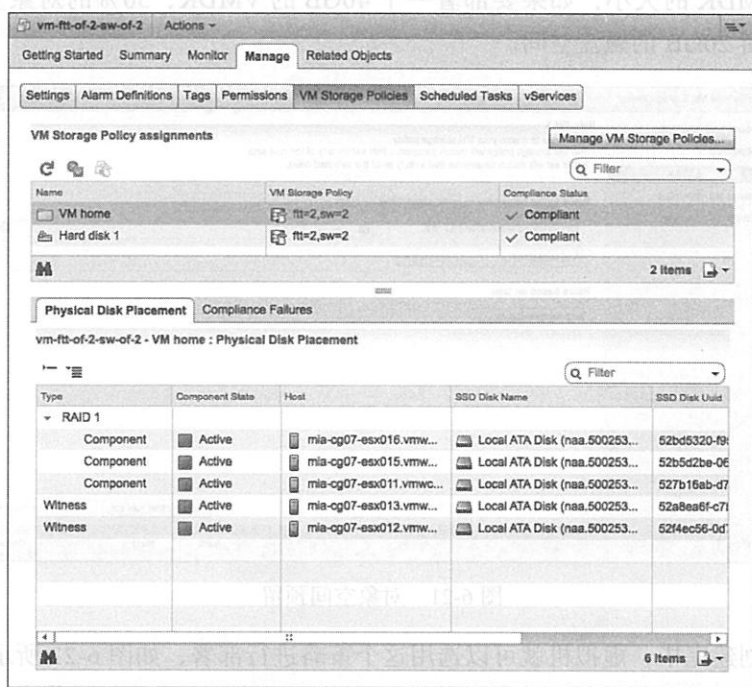 vm-ftt-of-2-sw-of-2 Actions
Getting Started Summary Monitor Manage Related Objects
Settings Alarm Definitions Tags Permissions VM Storage Policies Scheduled Tasks vServices
VM Storage Policy assignments
Manage VM Storage Policies...
Filter
Name VM Storage Policy Compliance Status
VM home ftt=2,sw=2 Compliant
Hard disk 1 ftt=2,sw=2 Compliant
2 items
Physical Disk Placement Compliance Failures
vm-ftt-of-2-sw-of-2 - VM home : Physical Disk Placement
Filter
Type Component State Host SSD Disk Name SSD Disk Uuid
RAID 1
Component Active mia-cg07-esx016.vmw... Local ATA Disk (naa.500253... 52bd5320-f9
Component Active mia-cg07-esx015.vmw... Local ATA Disk (naa.500253... 52b5d2be-06
Component Active mia-cg07-esx011.vmwc... Local ATA Disk (naa.500253... 527b16ab-d7
Witness Active mia-cg07-esx013.vmw... Local ATA Disk (naa.500253... 52a8ea6f-c7
Witness Active mia-cg07-esx012.vmw... Local ATA Disk (naa.500253... 52f4ec56-0d
6 items